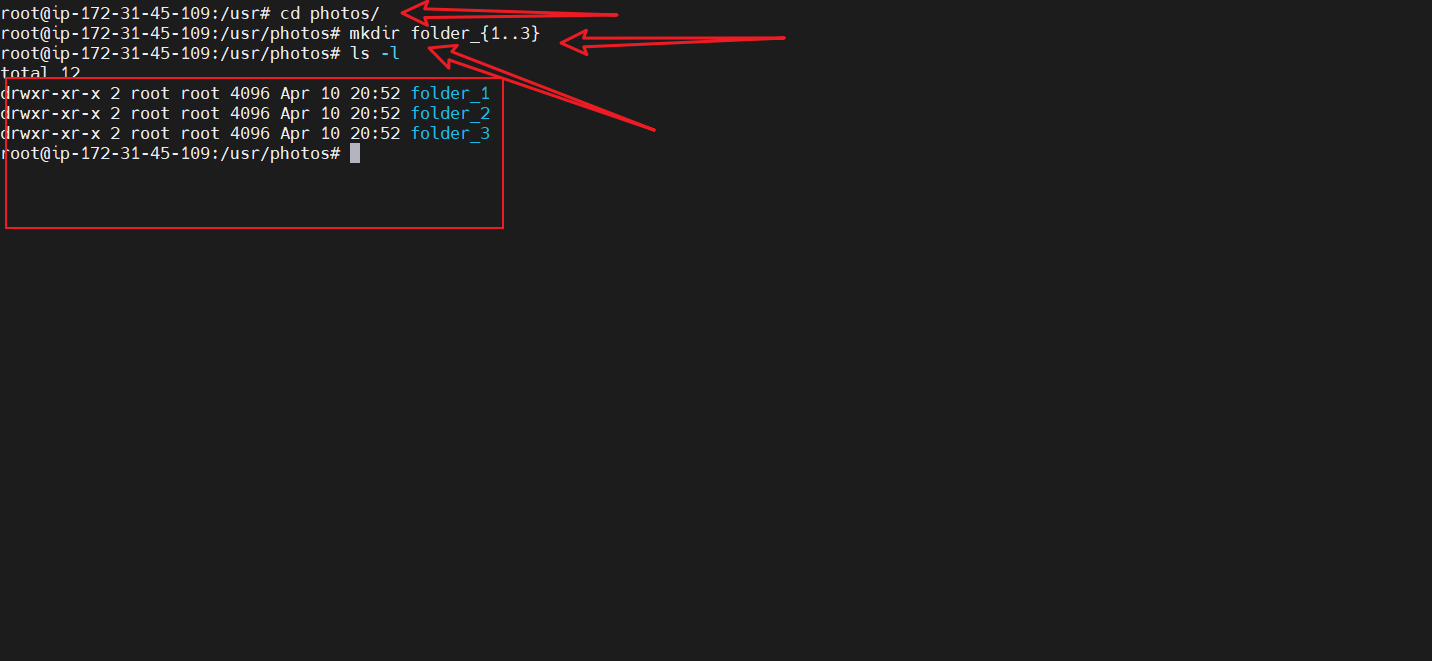 root@ip-172-31-45-109:/usr# cd photos/
root@ip-172-31-45-109:/usr/photos# mkdir folder_{1..3}
root@ip-172-31-45-109:/usr/photos# ls -l
total 12
drwxr-xr-x 2 root root 4096 Apr 10 20:52 folder_1
drwxr-xr-x 2 root root 4096 Apr 10 20:52 folder_2
drwxr-xr-x 2 root root 4096 Apr 10 20:52 folder_3
root@ip-172-31-45-109:/usr/photos#